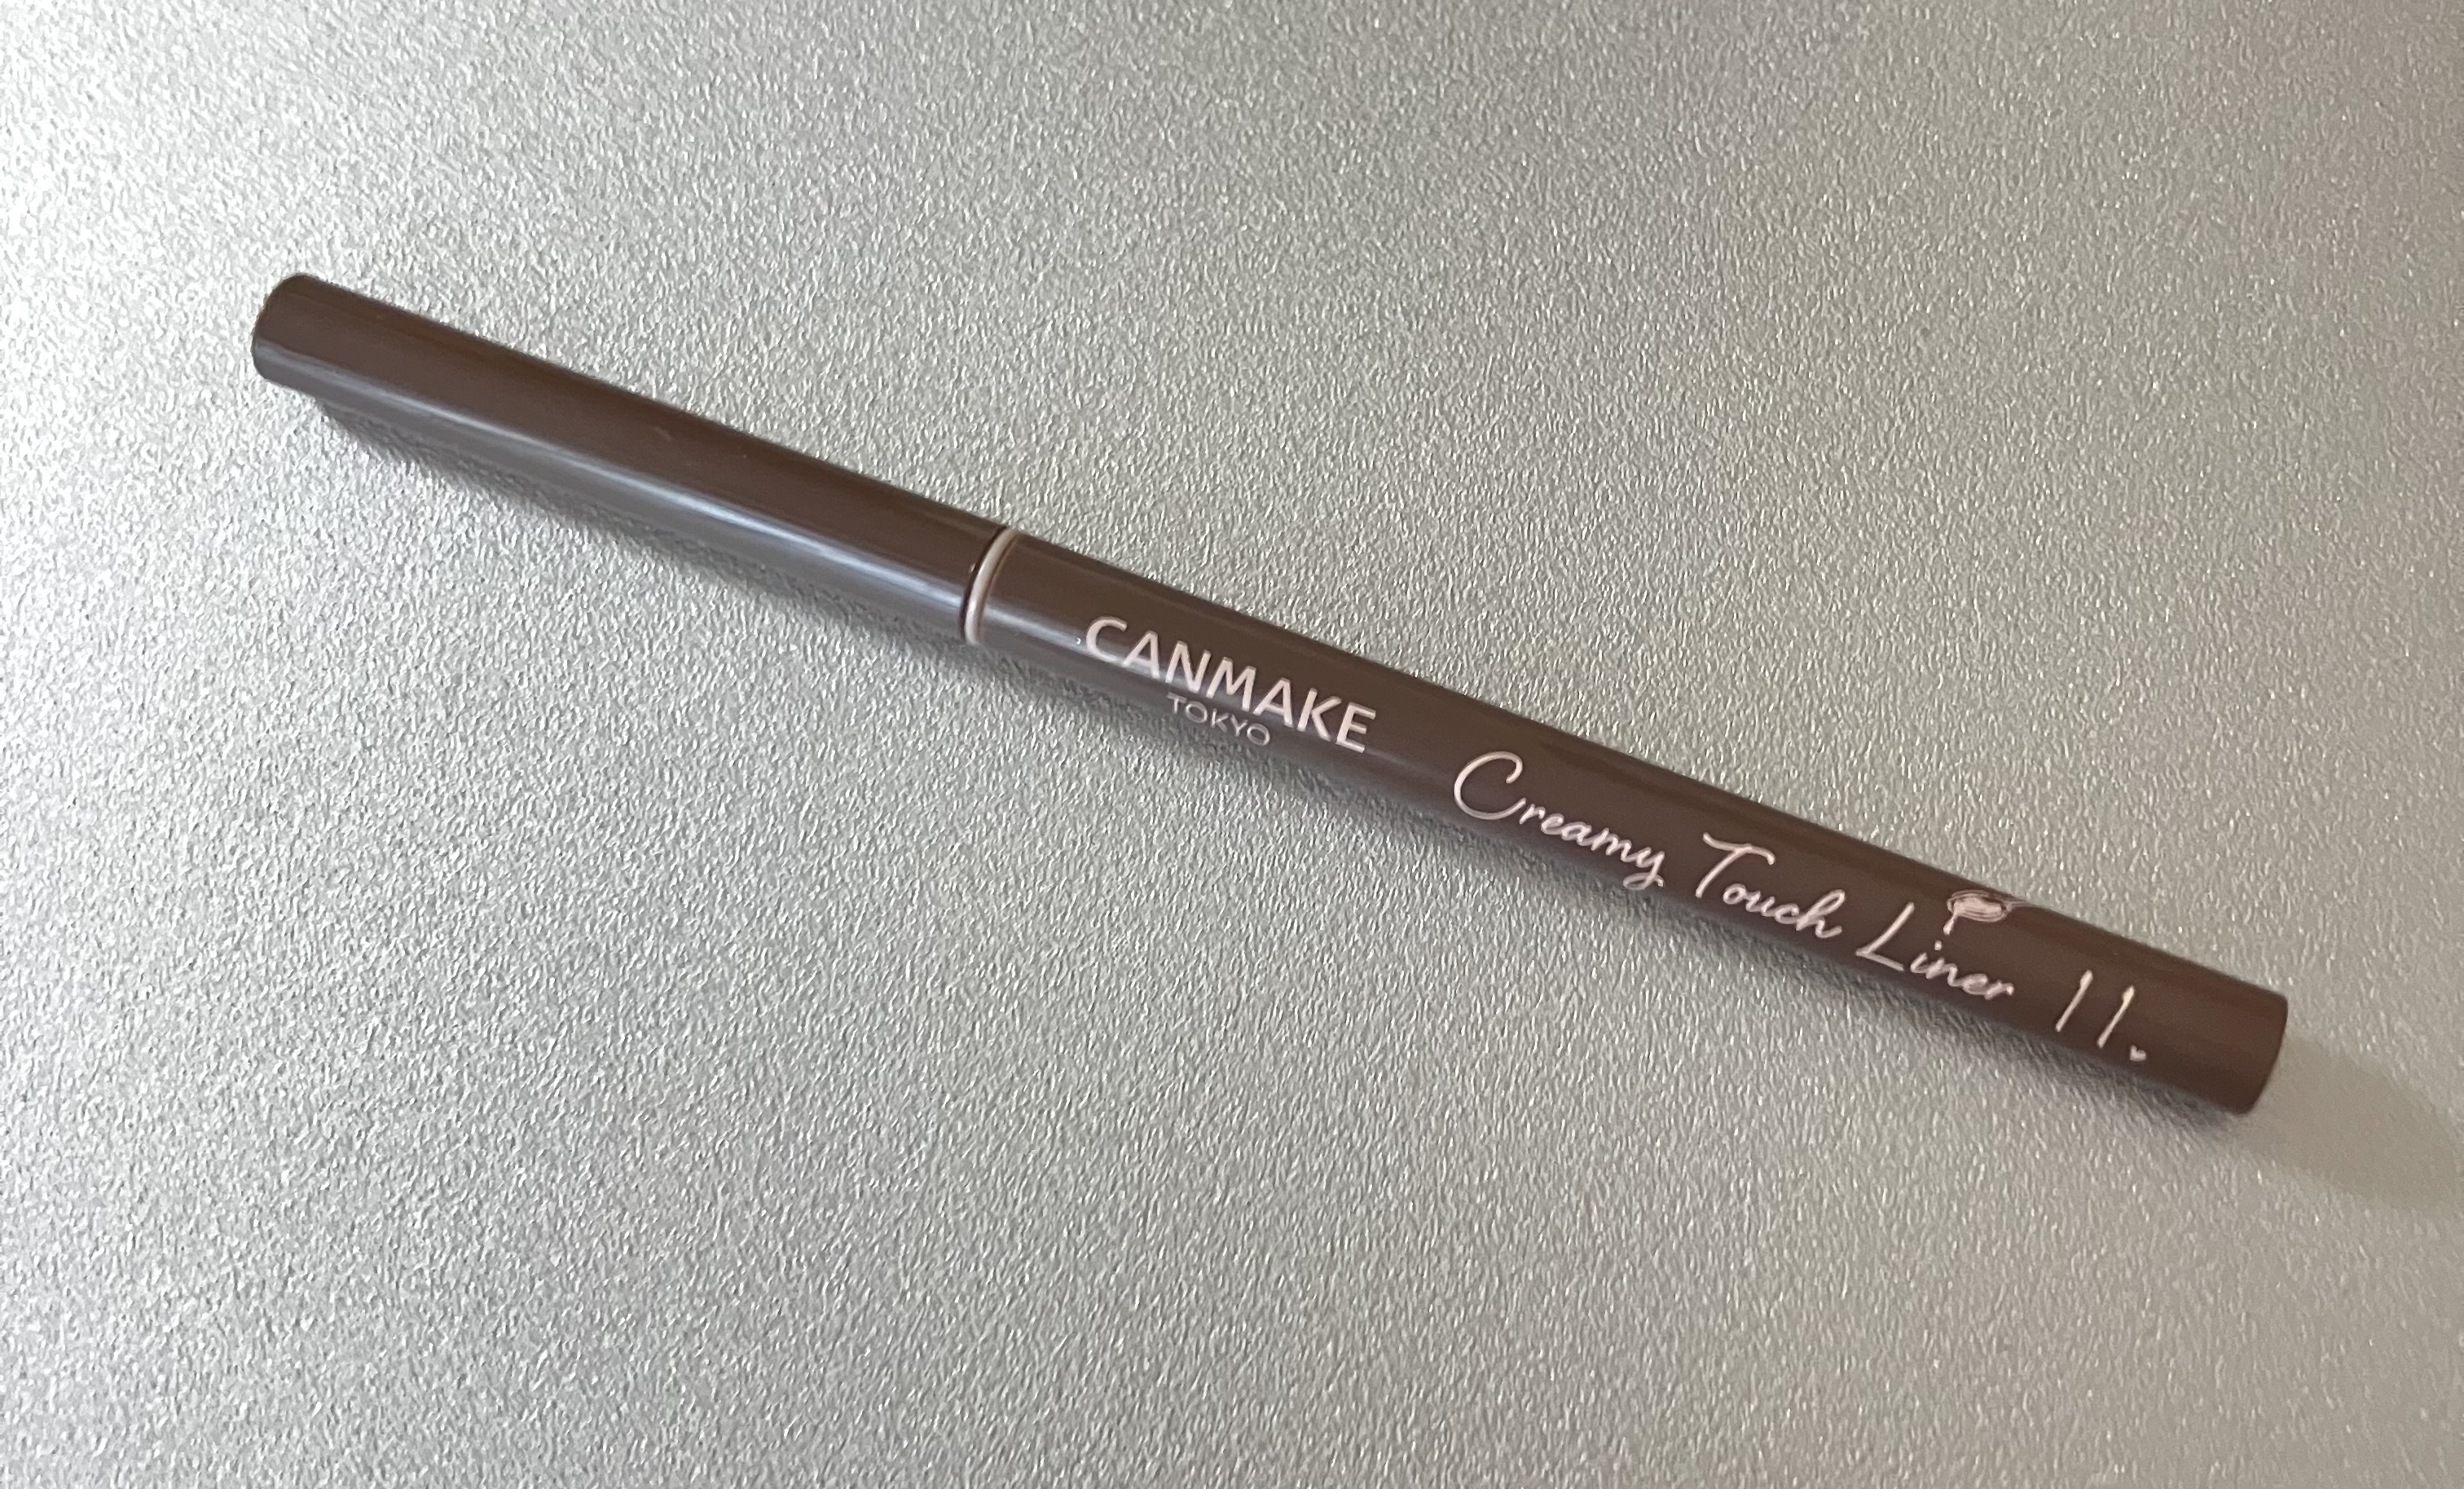 CANMAKE
TOKYO
Creamy Touch Liner 11